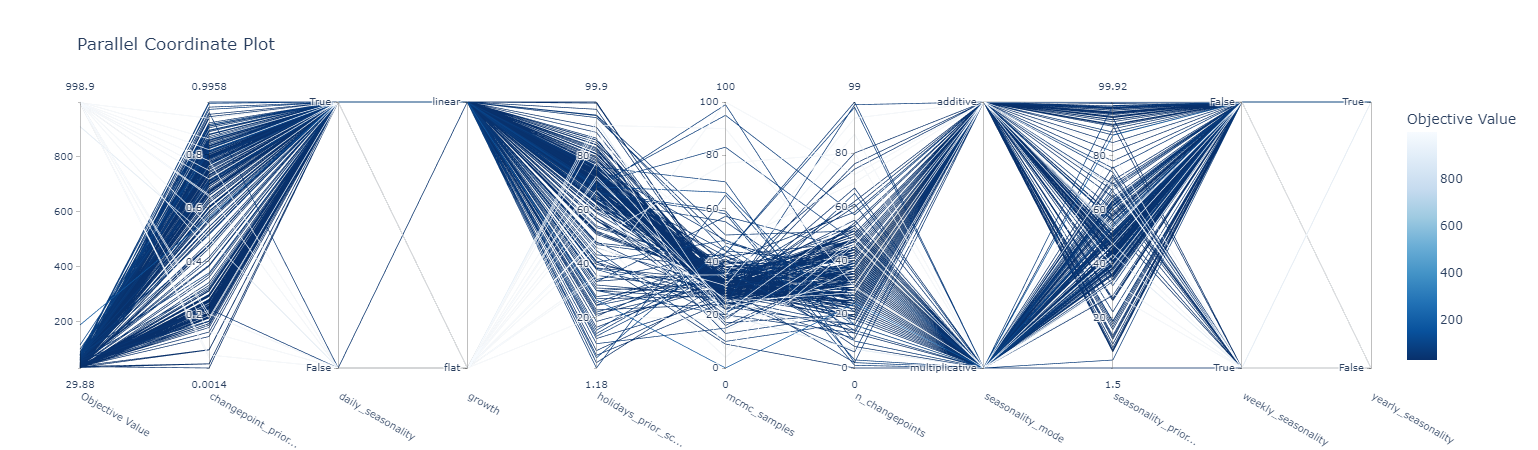 Parallel Coordinate Plot
998.9 0.9958 99.9 100 99 99.92
True linear 100 additive False True
Objective Value
800 0.8 80 80 80 80 800
600 0.6 60 60 60 60 600
400 0.4 40 40 40 40 400
200 0.2 20 20 20 20 200
False flat 0 0 multiplicative True False
29.88 0.0014 1.18 0 0 1.5
Objective Value
changepoint_prior...
daily_seasonality
growth
holidays_prior_sc...
mcmc_samples
n_changepoints
seasonality_mode
seasonality_prior...
weekly_seasonality
yearly_seasonality